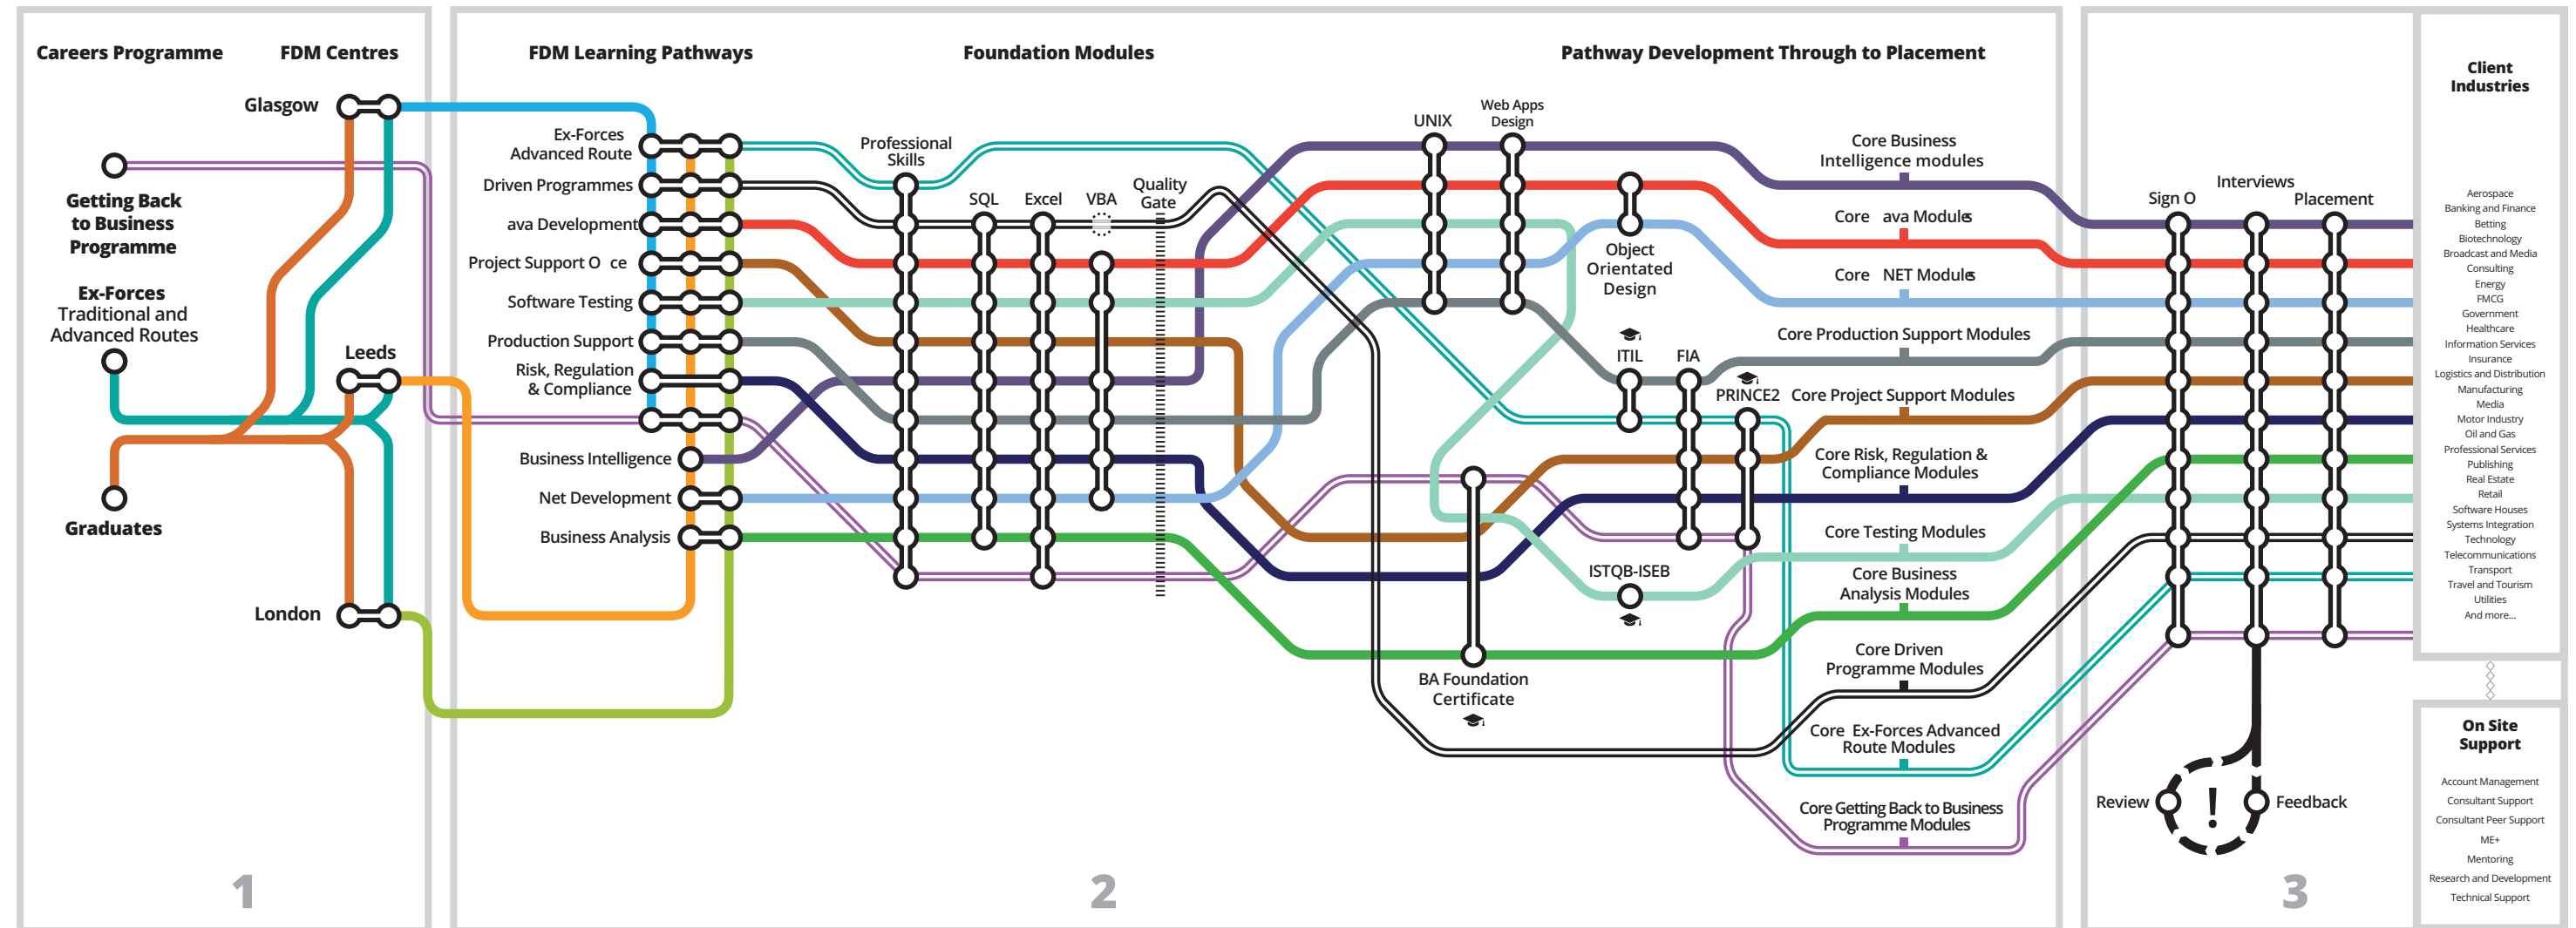 Careers Programme
FDM Centres
Glasgow
Getting Back
to Business
Programme
Ex-Forces
Traditional and
Advanced Routes
Leeds
Graduates
London
1
FDM Learning Pathways
Foundation Modules
Pathway Development Through to Placement
Ex-Forces
Advanced Route
Driven Programmes
ava Development
Project Support O ce
Software Testing
Production Support
Risk, Regulation
& Compliance
Business Intelligence
Net Development
Business Analysis
Professional
Skills
SQL
Excel
VBA
Quality
Gate
UNIX
Web Apps
Design
Object
Orientated
Design
ITIL
FIA
PRINCE2
ISTQB-ISEB
BA Foundation
Certificate
Core Business
Intelligence modules
Core ava Modules
Core NET Modules
Core Production Support Modules
Core Project Support Modules
Core Risk, Regulation &
Compliance Modules
Core Testing Modules
Core Business
Analysis Modules
Core Driven
Programme Modules
Core Ex-Forces Advanced
Route Modules
Core Getting Back to Business
Programme Modules
2
Sign O
Interviews
Placement
Review
!
Feedback
3
Client
Industries
Aerospace
Banking and Finance
Betting
Biotechnology
Broadcast and Media
Consulting
Energy
FMCG
Government
Healthcare
Information Services
Insurance
Logistics and Distribution
Manufacturing
Media
Motor Industry
Oil and Gas
Professional Services
Publishing
Real Estate
Retail
Software Houses
Systems Integration
Technology
Telecommunications
Transport
Travel and Tourism
Utilities
And more...
On Site
Support
Account Management
Consultant Support
Consultant Peer Support
ME+
Mentoring
Research and Development
Technical Support